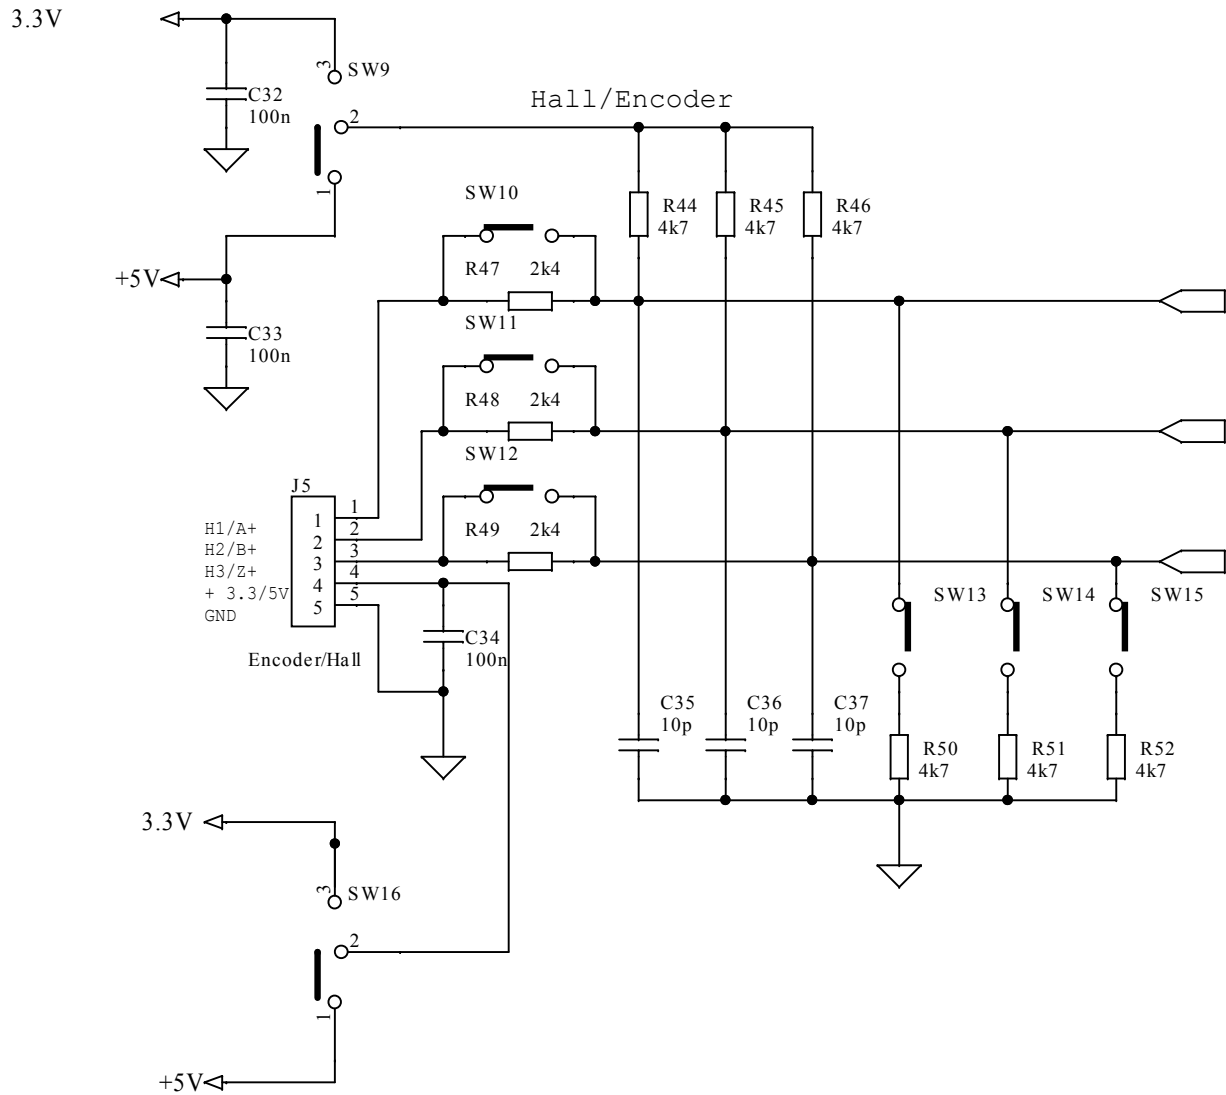 3.3V
3
SW9
C32
100n
Hall/Encoder
2
1
SW10
R44
4k7
R45
4k7
R46
4k7
+5V
R47 2k4
SW11
C33
100n
R48 2k4
SW12
J5
H1/A+
H2/B+
H3/Z+
+ 3.3/5V
GND
1
2
3
4
5
1
2
3
4
5
R49 2k4
Encoder/Hall
C34
100n
SW13
SW14
SW15
C35
10p
C36
10p
C37
10p
R50
4k7
R51
4k7
R52
4k7
3.3V
3
SW16
2
1
+5V